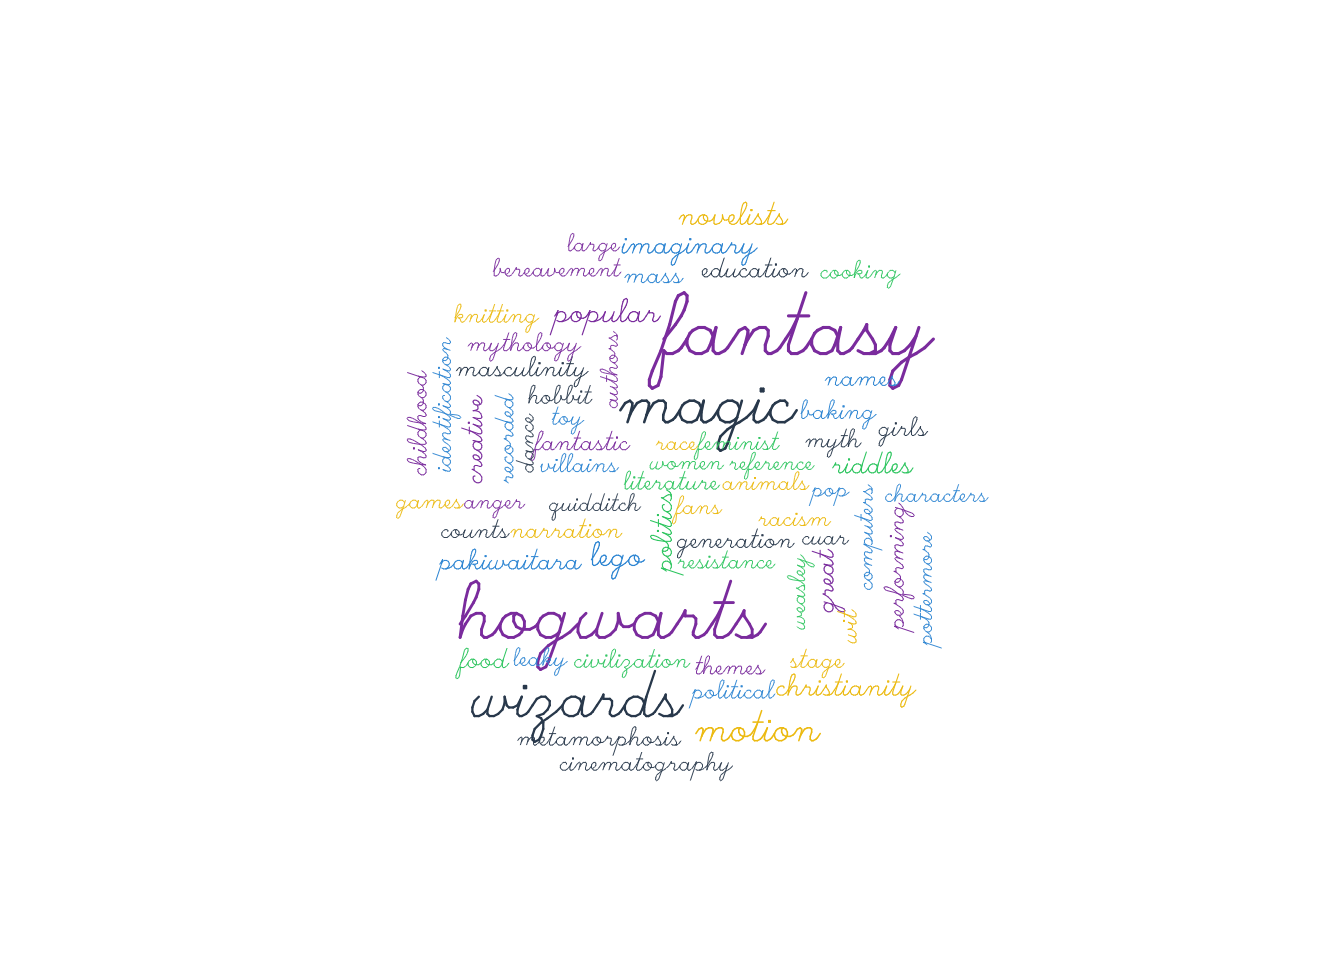 novelists
large imaginary
bereavement mass education cooking
knitting popular fantasy
mythology authors
masculinity
identification
childhood
hobbit names
creative recorded dance toy magic baking
fantastic race feminist myth girls
villains women reference riddles
literature animals pop characters
games anger quidditch politics fans computers
racism
counts narration generation cuar performing
pakiwaitara lego resistance weasley great pottermore
hogwarts wit
food leaky civilization themes stage
wizards political christianity
metamorphosis motion
cinematography